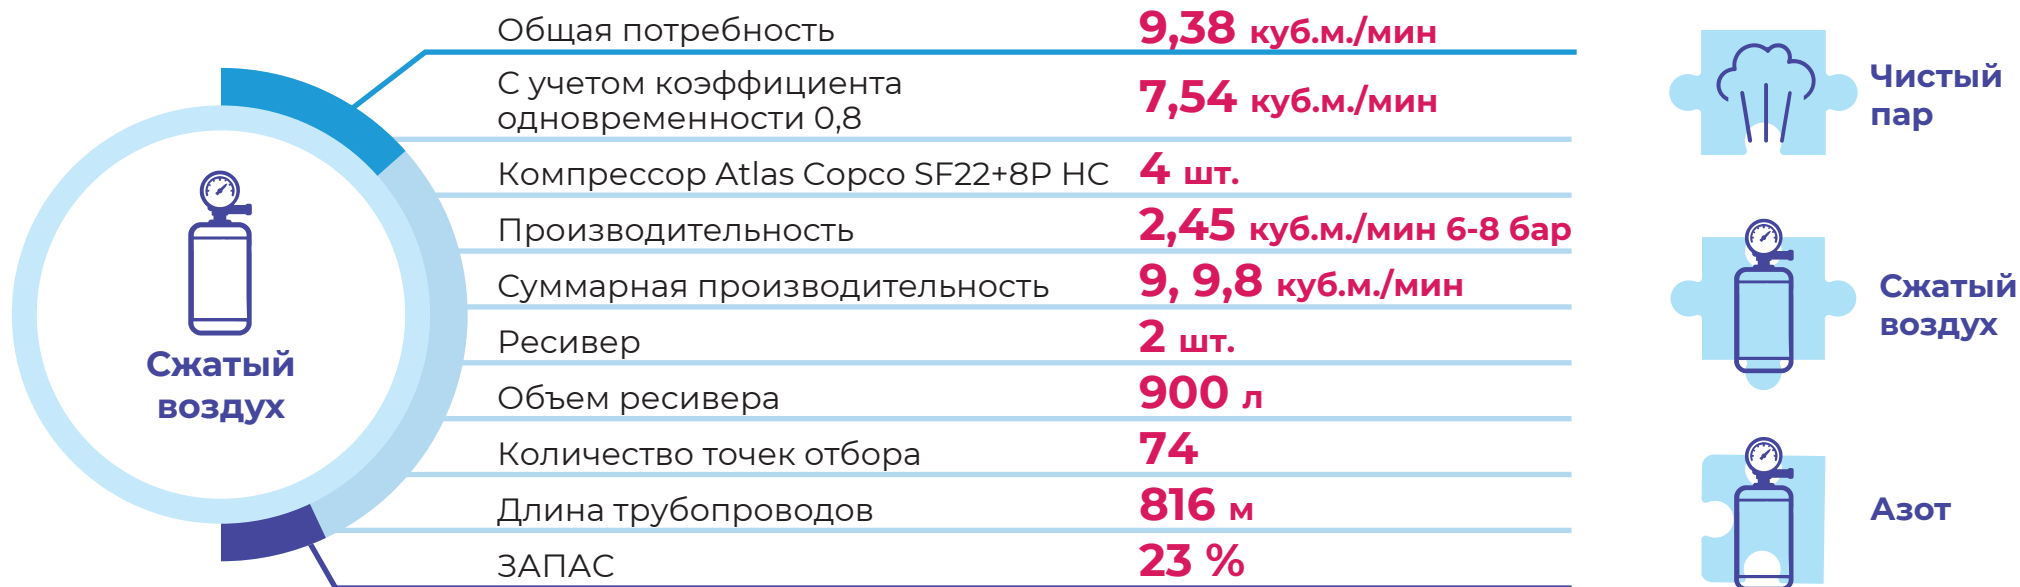 Общая потребность 9,38 куб.м./мин
С учетом коэффициента
одновременности 0,8 7,54 куб.м./мин
Компрессор Atlas Copco SF22+8P HC 4 шт.
Производительность 2,45 куб.м./мин 6-8 бар
Суммарная производительность 9, 9,8 куб.м./мин
Ресивер 2 шт.
Объем ресивера 900 л
Количество точек отбора 74
Длина трубопроводов 816 м
ЗАПАС 23 %
Сжатый
воздух
Чистый
пар
Сжатый
воздух
Азот